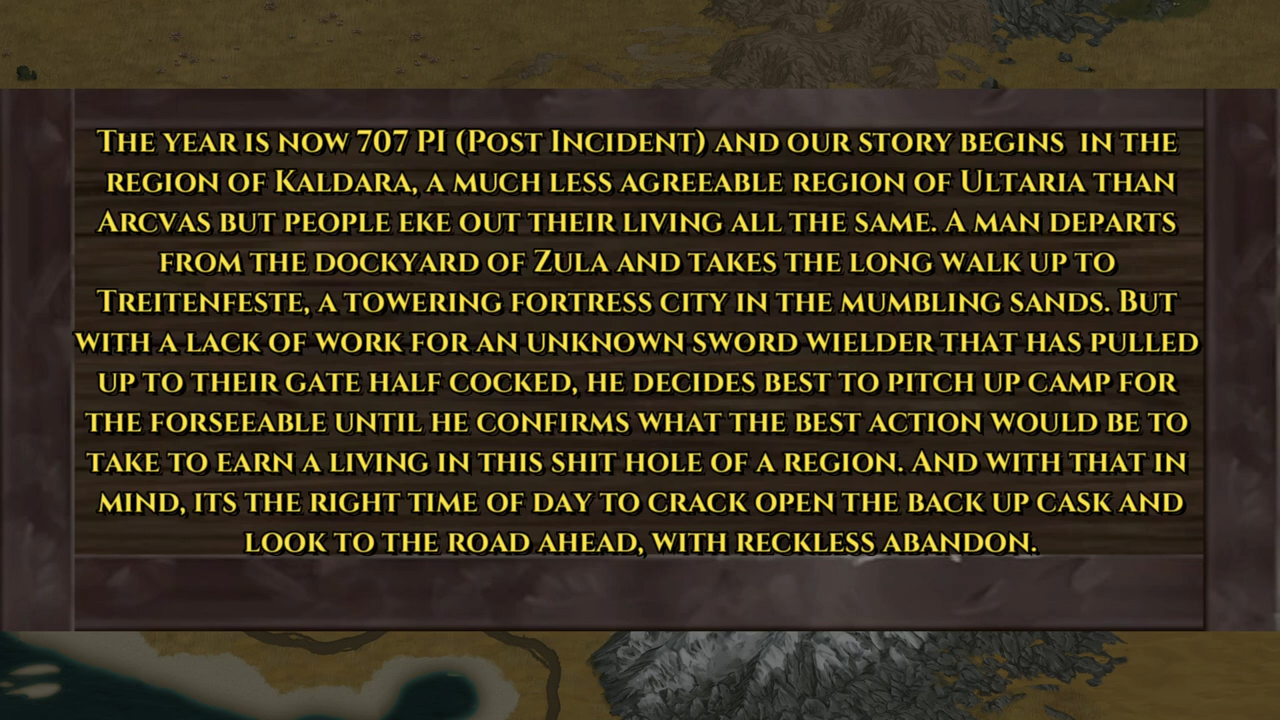 The year is now 707 PI (Post Incident) and our story begins  in the
region of Kaldara, a much less agreeable region of Ultaria than
Arcvas but people eke out their living all the same. A man departs
from the dockyard of Zula and takes the long walk up to
Treitenfeste, a towering fortress city in the mumbling sands. But
with a lack of work for an unknown sword wielder that has pulled
up to their gate half cocked, he decides best to pitch up camp for
the forseeable until he confirms what the best action would be to
take to earn a living in this shit hole of a region. And with that in
mind, its the right time of day to crack open the back up cask and
look to the road ahead, with reckless abandon.